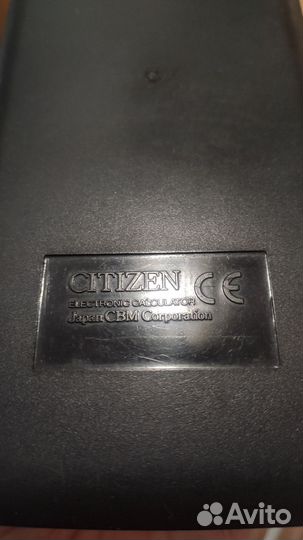 CITIZEN CE
ELECTRONIC CALCULATOR
Japan CBM Corporation
Avito